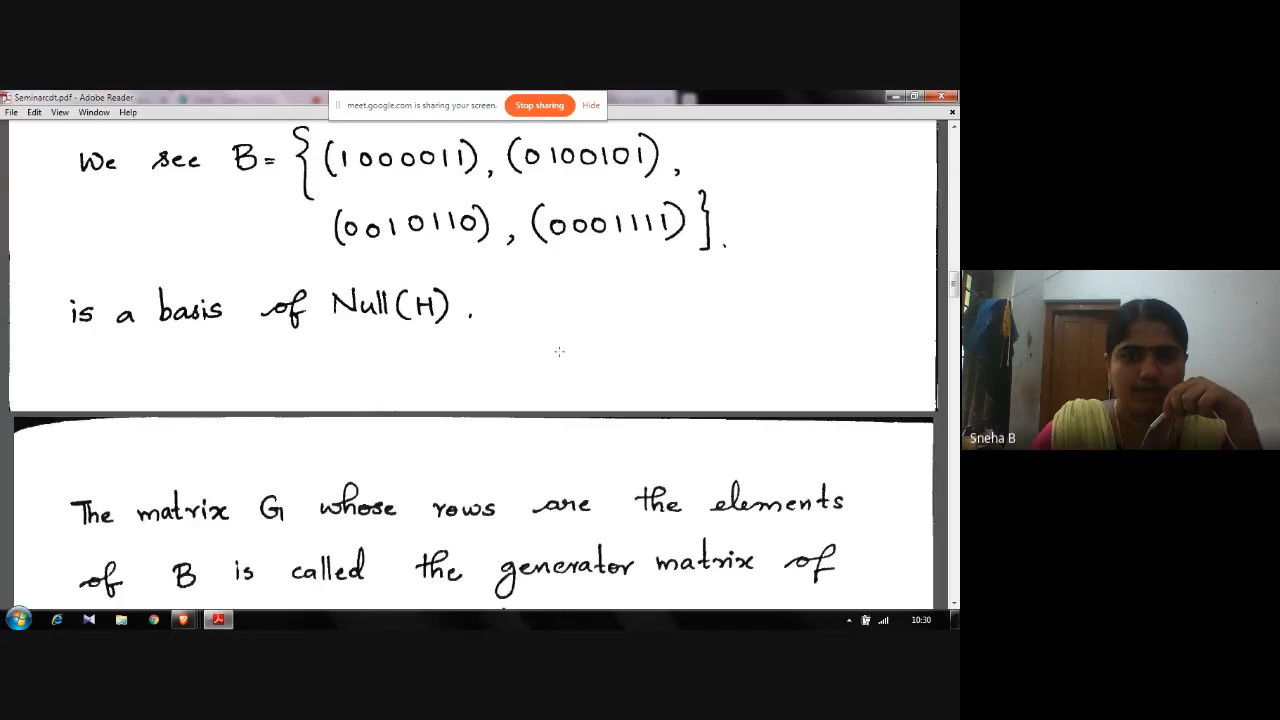 Seminarcdt.pdf - Adobe Reader
meet.google.com is sharing your screen. Stop sharing Hide
File Edit View Window Help
We see B= { (1000011), (0100101),
(0010110), (0001111) }.
is a basis of Null(H).
Sneha B
The matrix G whose rows are the elements
of B is called the generator matrix of
10:30